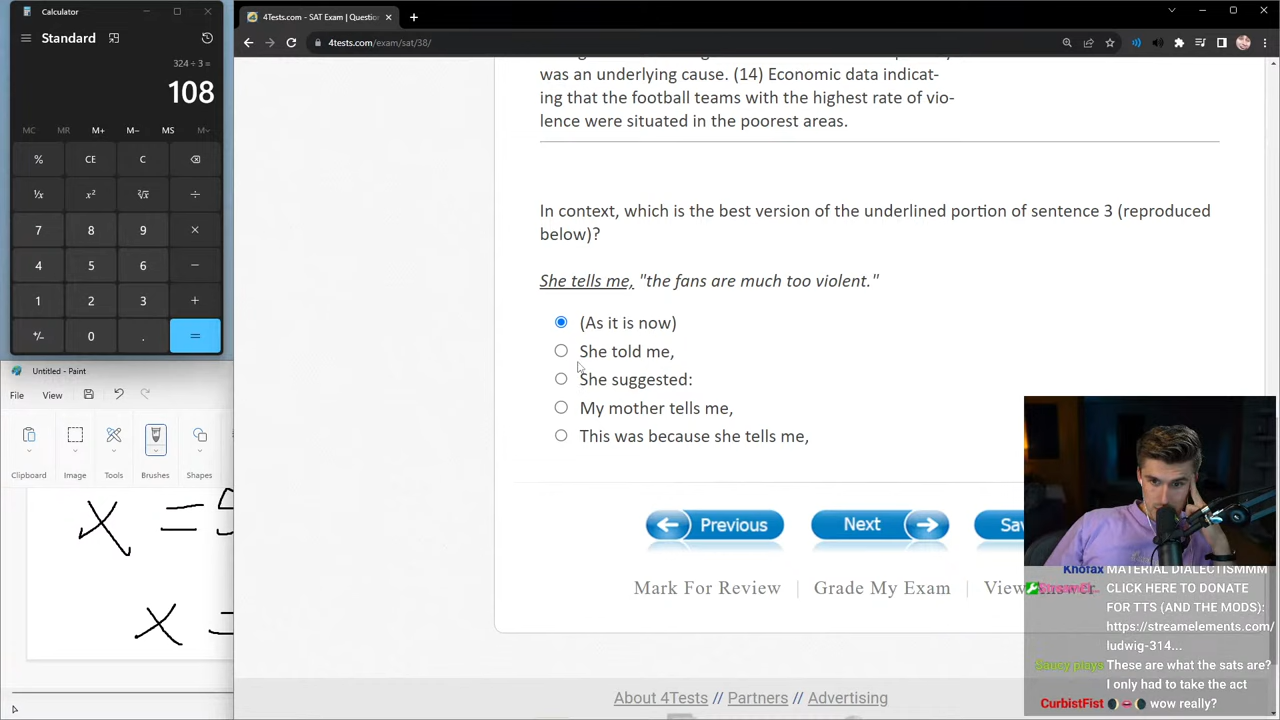 Calculator
4Tests.com - SAT Exam | Question
Standard
4tests.com/exam/sat/38/
324 ÷ 3 =
108
MC MR M+ M− MS M˅
% CE C
¹/x x² ²√x ÷
7 8 9 ×
4 5 6 −
1 2 3 +
+/− 0 . =
was an underlying cause. (14) Economic data indicat-
ing that the football teams with the highest rate of vio-
lence were situated in the poorest areas.
In context, which is the best version of the underlined portion of sentence 3 (reproduced
below)?
She tells me, "the fans are much too violent."
(As it is now)
She told me,
She suggested:
My mother tells me,
This was because she tells me,
Previous Next
Mark For Review | Grade My Exam |
About 4Tests // Partners // Advertising
Untitled - Paint
File View
Clipboard Image Tools Brushes Shapes
x =
x =
Knofax
MATERIAL DIALECTISMMM
CLICK HERE TO DONATE
FOR TTS (AND THE MODS):
https://streamelements.com/
ludwig-314...
Saucy plays These are what the sats are?
I only had to take the act
CurbistFist wow really?